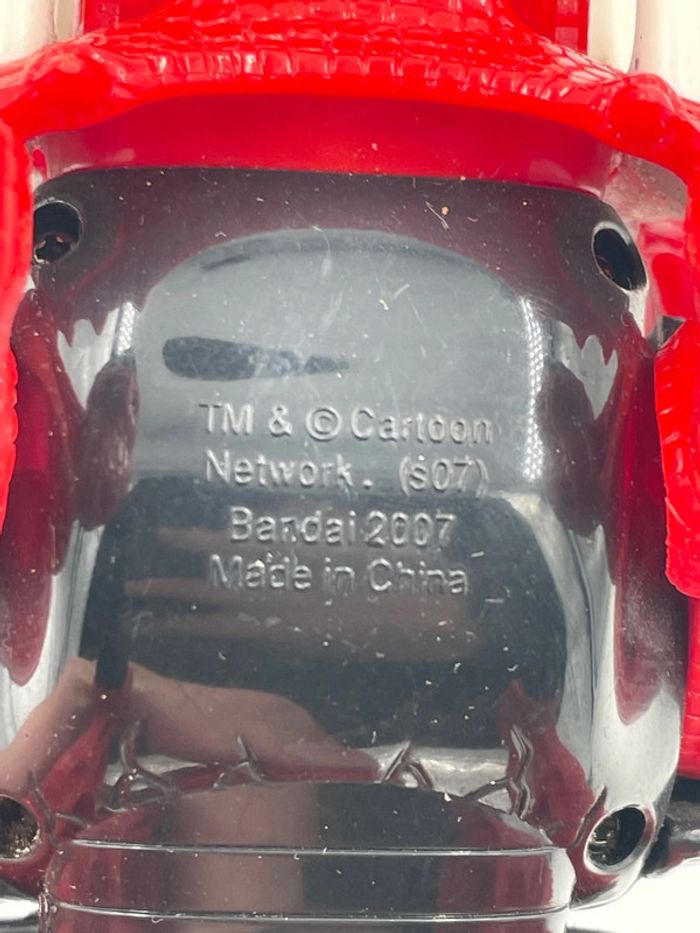 TM & © Cartoon
Network. (s07)
Bandai 2007
Made in China